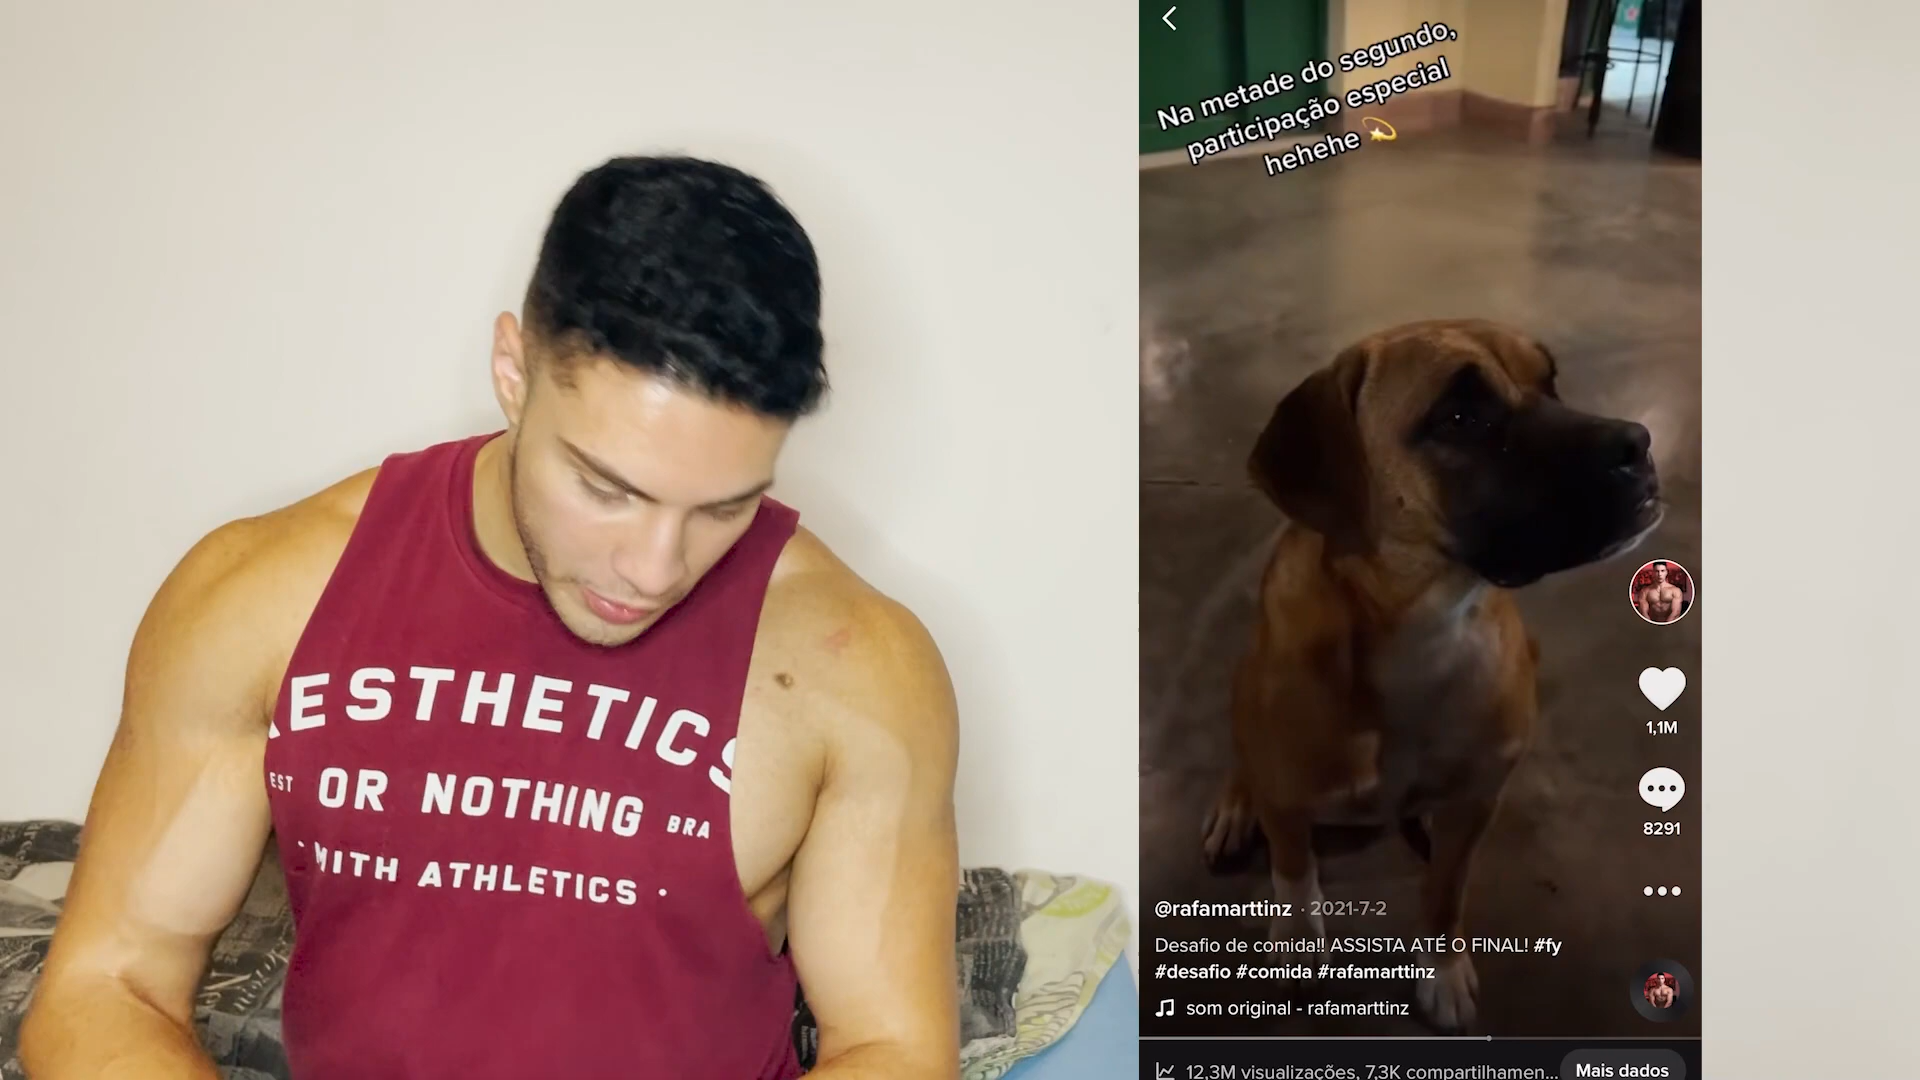 ESTHETICS
EST OR NOTHING BRA
WITH ATHLETICS
Na metade do segundo,
participação especial
hehehe 💫
1,1M
8291
@rafamarttinz · 2021-7-2
Desafio de comida!! ASSISTA ATÉ O FINAL! #fy
#desafio #comida #rafamarttinz
som original - rafamarttinz
12,3M visualizações, 7,3K compartilhamen... Mais dados